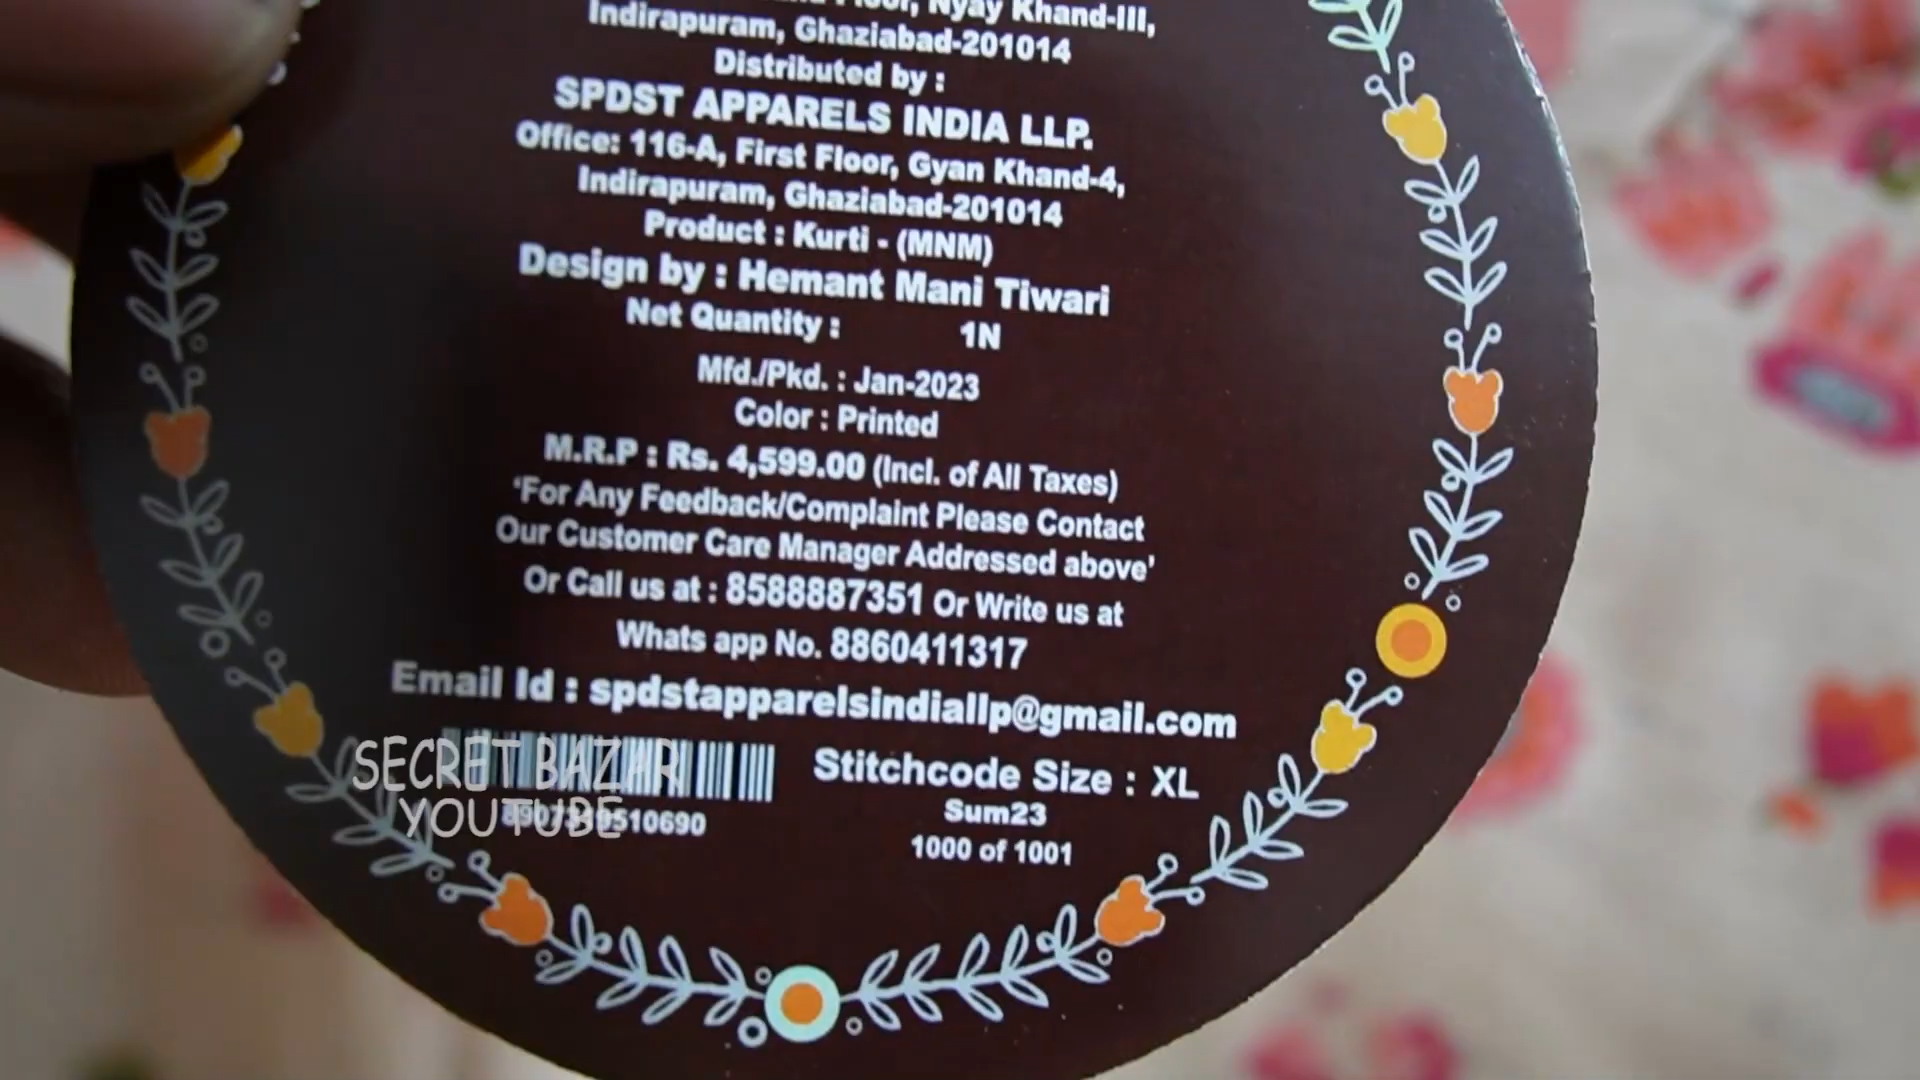 Floor, Nyay Khand-III,
Indirapuram, Ghaziabad-201014
Distributed by :
SPDST APPARELS INDIA LLP.
Office: 116-A, First Floor, Gyan Khand-4,
Indirapuram, Ghaziabad-201014
Product : Kurti - (MNM)
Design by : Hemant Mani Tiwari
Net Quantity : 1N
Mfd./Pkd. : Jan-2023
Color : Printed
M.R.P : Rs. 4,599.00 (Incl. of All Taxes)
‘For Any Feedback/Complaint Please Contact
Our Customer Care Manager Addressed above’
Or Call us at : 8588887351 Or Write us at
Whats app No. 8860411317
Email Id : spdstapparelsindiallp@gmail.com
SECRET BAZAR
YOUTUBE
Stitchcode Size : XL
Sum23
1000 of 1001